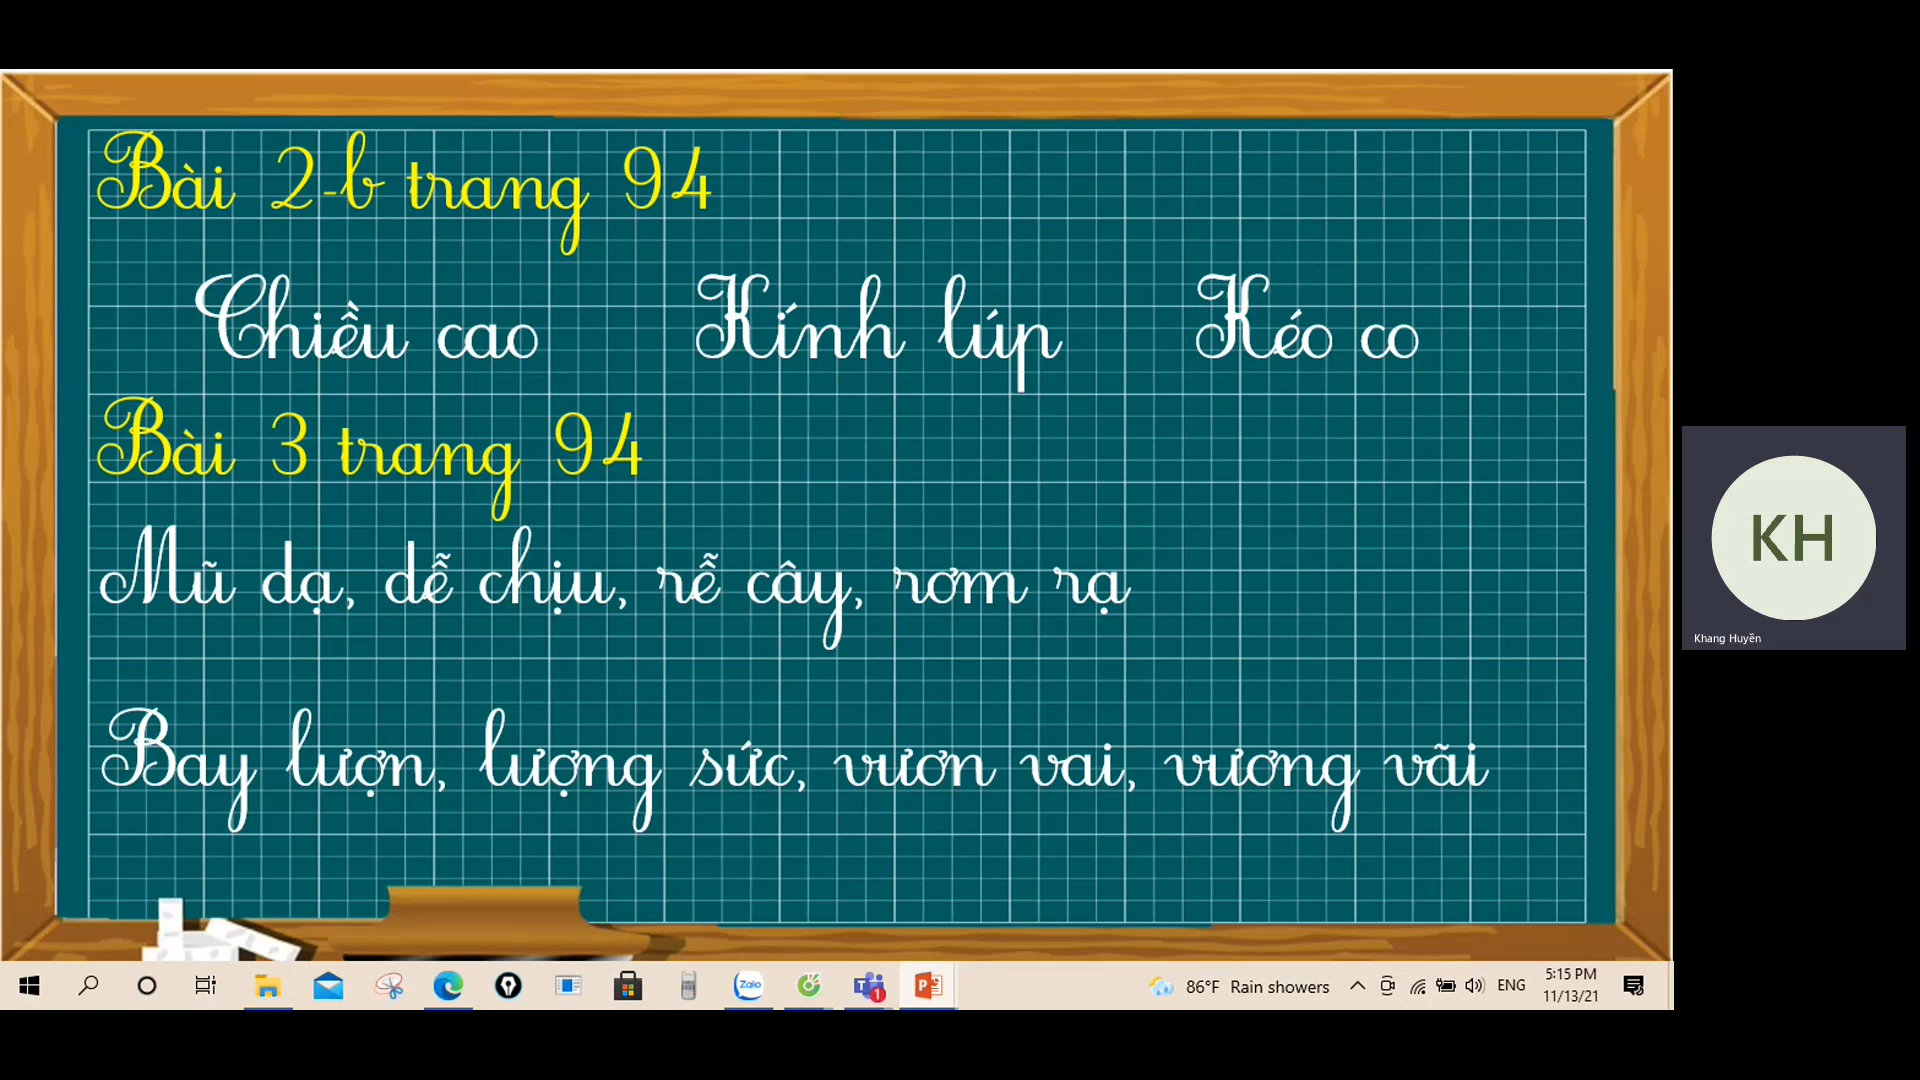 Bài 2-b trang 94
Chiều cao Kính lúp Kéo co
Bài 3 trang 94
Mũ dạ, dễ chịu, rễ cây, rơm rạ
Bay lượn, lượng sức, vươn vai, vương vãi
KH
Khang Huyền
Zalo
1
86°F Rain showers
ENG
5:15 PM
11/13/21